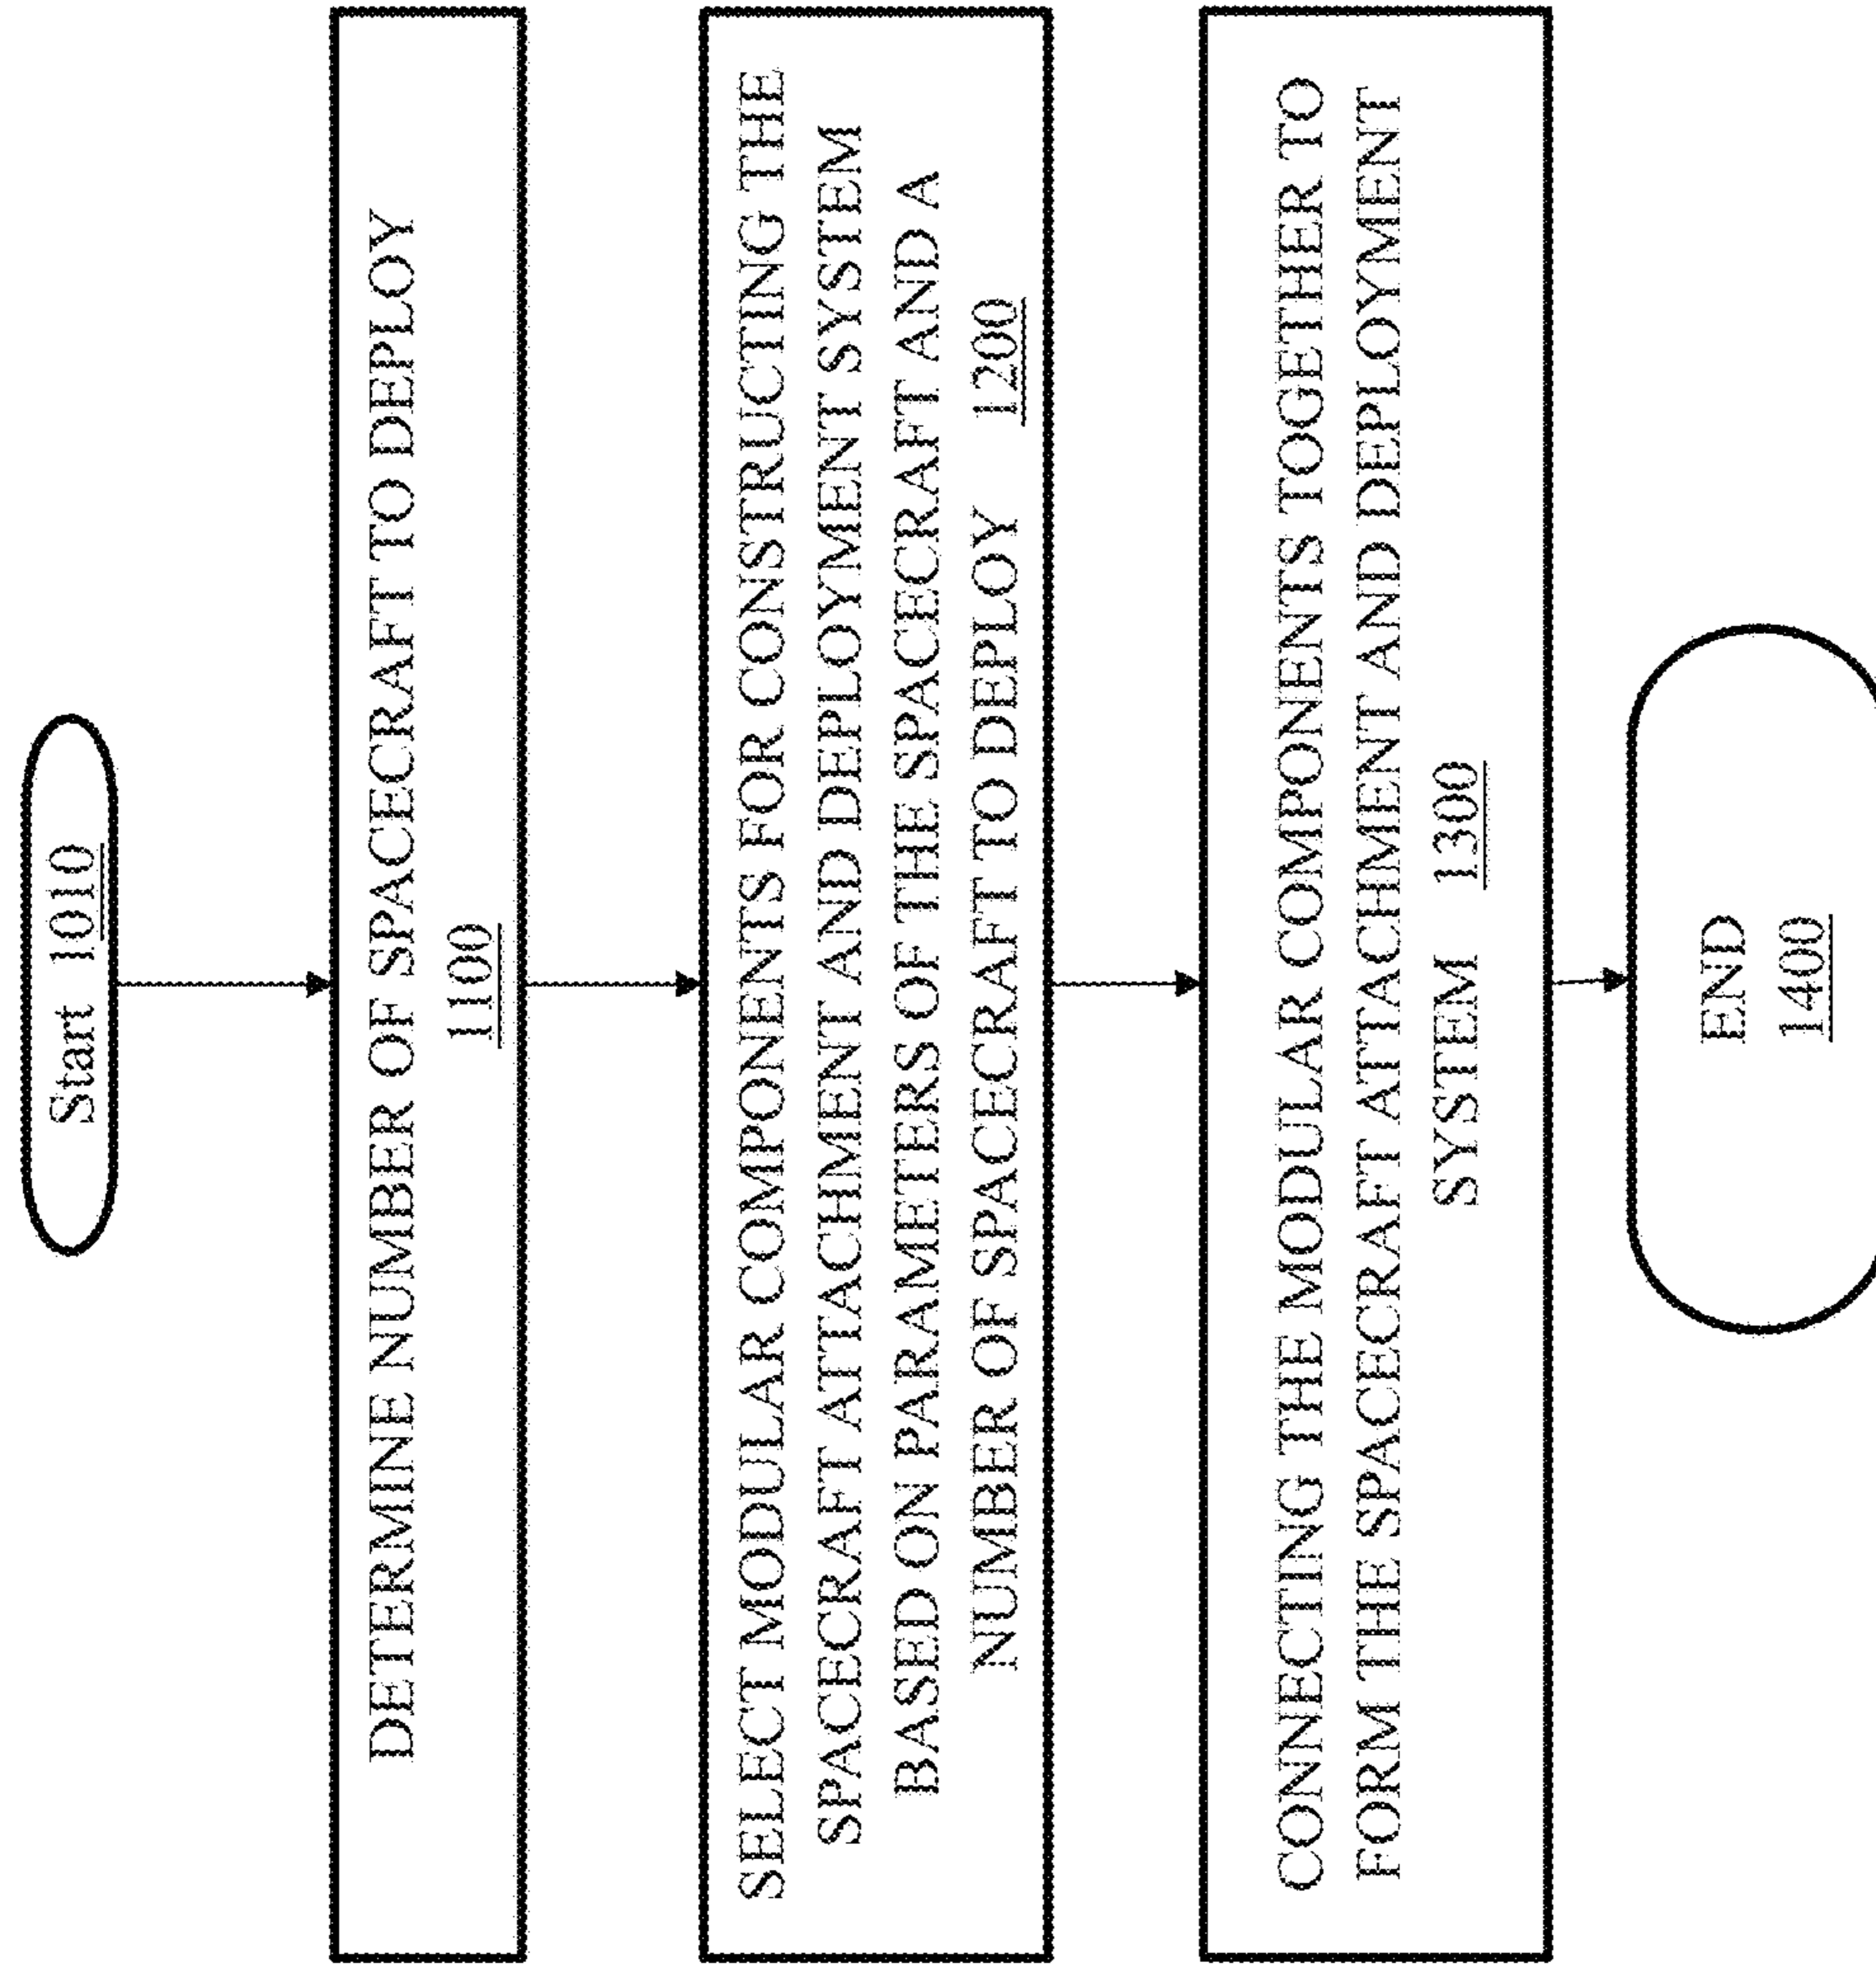 Start 1010
DETERMINE NUMBER OF SPACECRAFT TO DEPLOY
1100
SELECT MODULAR COMPONENTS FOR CONSTRUCTING THE
SPACECRAFT ATTACHMENT AND DEPLOYMENT SYSTEM
BASED ON PARAMETERS OF THE SPACECRAFT AND A
NUMBER OF SPACECRAFT TO DEPLOY 1200
CONNECTING THE MODULAR COMPONENTS TOGETHER TO
FORM THE SPACECRAFT ATTACHMENT AND DEPLOYMENT
SYSTEM 1300
END
1400